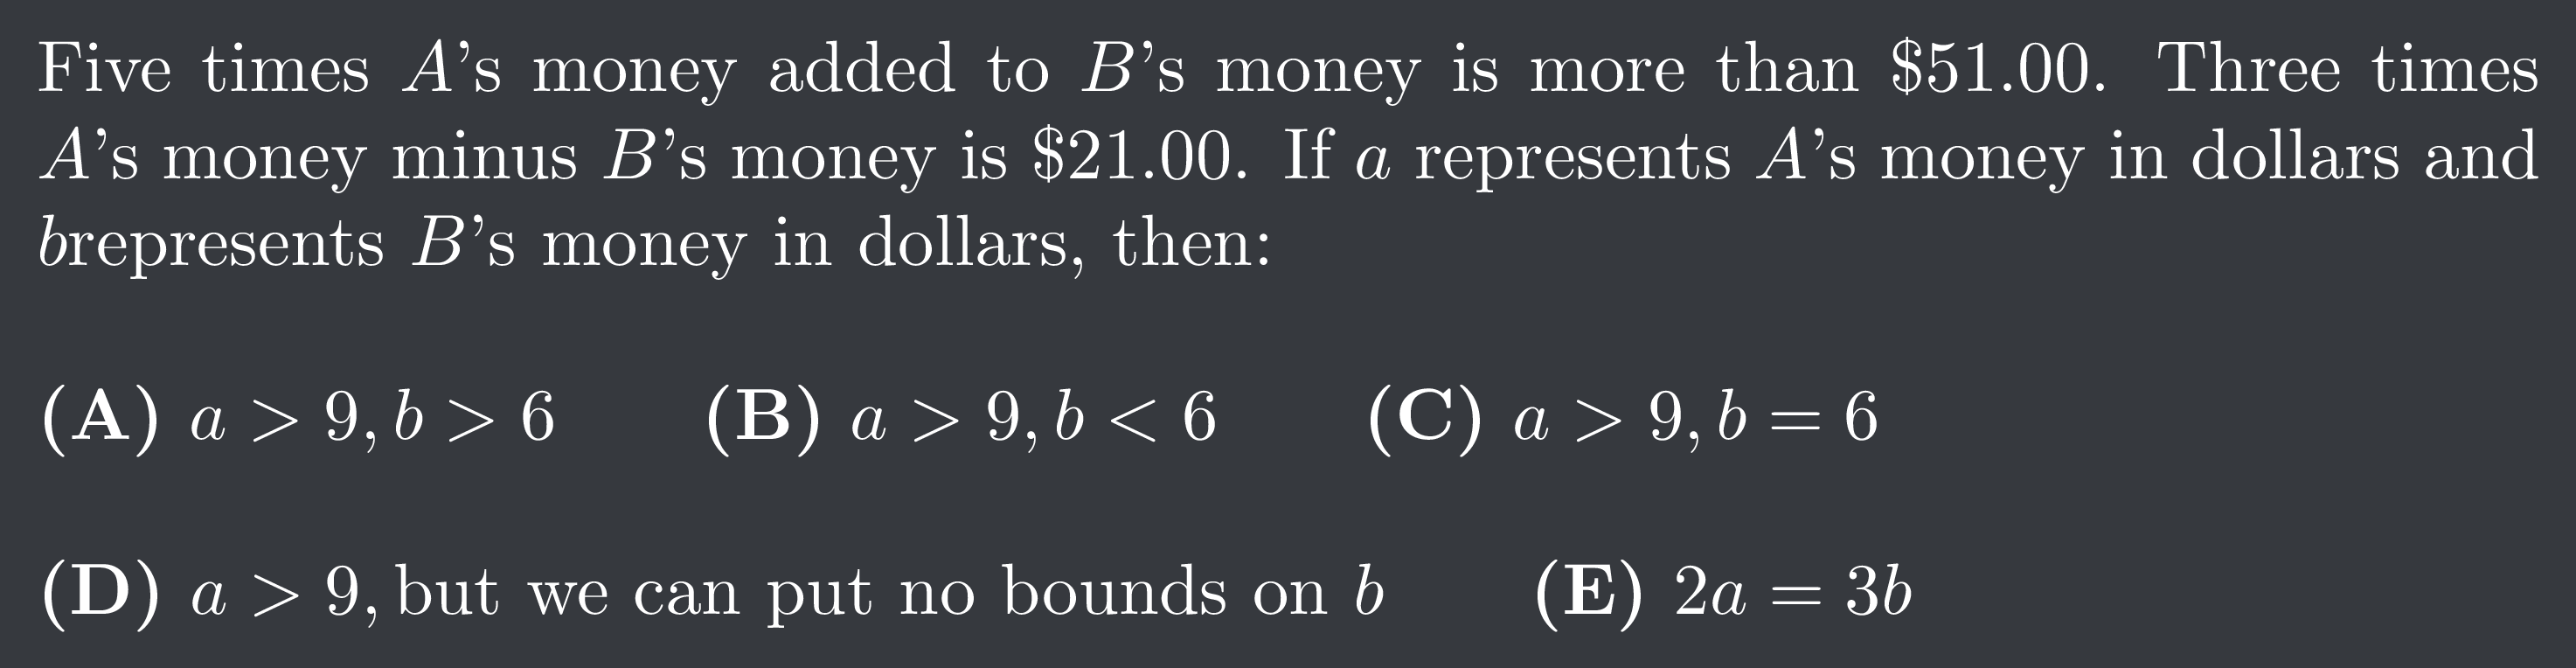 Five times A's money added to B's money is more than $51.00. Three times
A's money minus B's money is $21.00. If a represents A's money in dollars and
brepresents B's money in dollars, then:
(A) a > 9, b > 6 (B) a > 9, b < 6 (C) a > 9, b = 6
(D) a > 9, but we can put no bounds on b (E) 2a = 3b